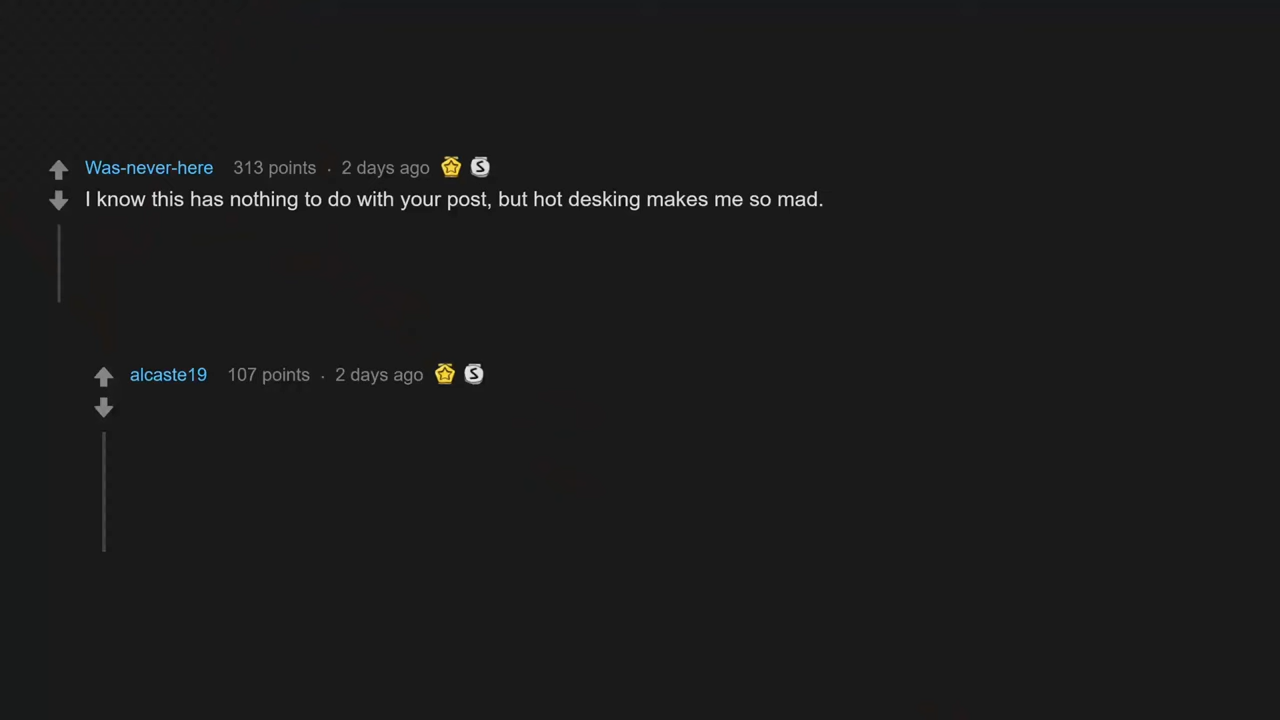 Was-never-here 313 points · 2 days ago S
I know this has nothing to do with your post, but hot desking makes me so mad.
alcaste19 107 points · 2 days ago S